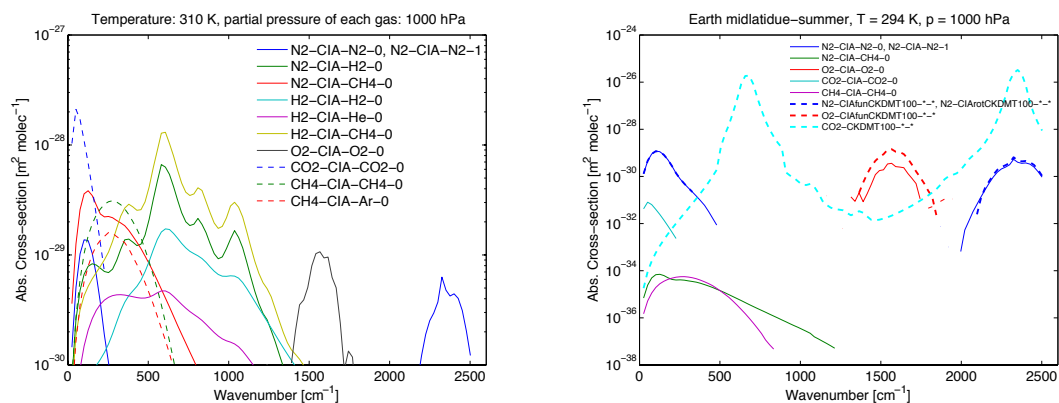 Temperature: 310 K, partial pressure of each gas: 1000 hPa
Abs. Cross-section [m² molec⁻¹]
10⁻²⁷
10⁻²⁸
10⁻²⁹
10⁻³⁰
N2-CIA-N2-0, N2-CIA-N2-1
N2-CIA-H2-0
N2-CIA-CH4-0
H2-CIA-H2-0
H2-CIA-He-0
H2-CIA-CH4-0
O2-CIA-O2-0
CO2-CIA-CO2-0
CH4-CIA-CH4-0
CH4-CIA-Ar-0
0 500 1000 1500 2000 2500
Wavenumber [cm⁻¹]
Earth midlatidue-summer, T = 294 K, p = 1000 hPa
Abs. Cross-section [m² molec⁻¹]
10⁻²⁴
10⁻²⁶
10⁻²⁸
10⁻³⁰
10⁻³²
10⁻³⁴
10⁻³⁶
10⁻³⁸
N2-CIA-N2-0, N2-CIA-N2-1
N2-CIA-CH4-0
O2-CIA-O2-0
CO2-CIA-CO2-0
CH4-CIA-CH4-0
N2-CIAfunCKDMT100-*-*, N2-CIArotCKDMT100-*-*
O2-CIAfunCKDMT100-*-*
CO2-CKDMT100-*-*
0 500 1000 1500 2000 2500
Wavenumber [cm⁻¹]